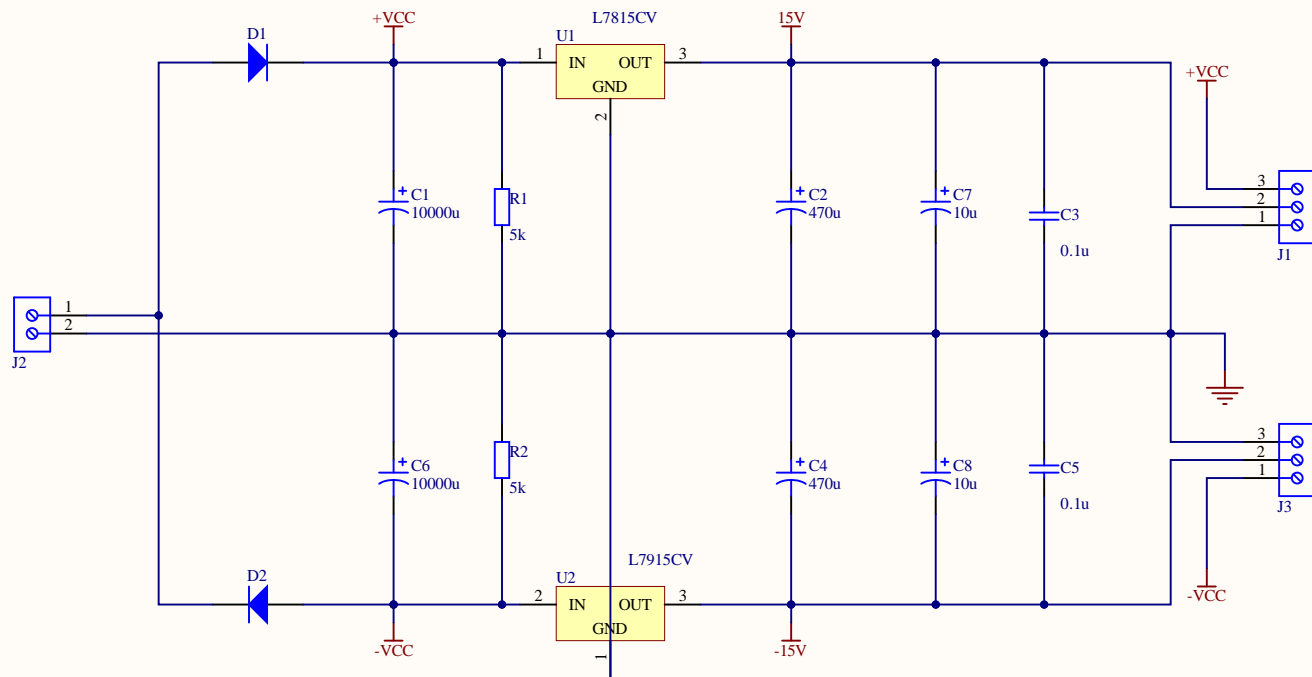 +VCC
L7815CV
15V
D1
U1
1
IN
OUT
3
GND
2
+VCC
C1
10000u
R1
5k
C2
470u
C7
10u
C3
0.1u
3
2
1
J1
1
2
J2
C6
10000u
R2
5k
C4
470u
C8
10u
C5
0.1u
3
2
1
J3
D2
L7915CV
U2
2
IN
OUT
3
GND
1
-VCC
-15V
-VCC